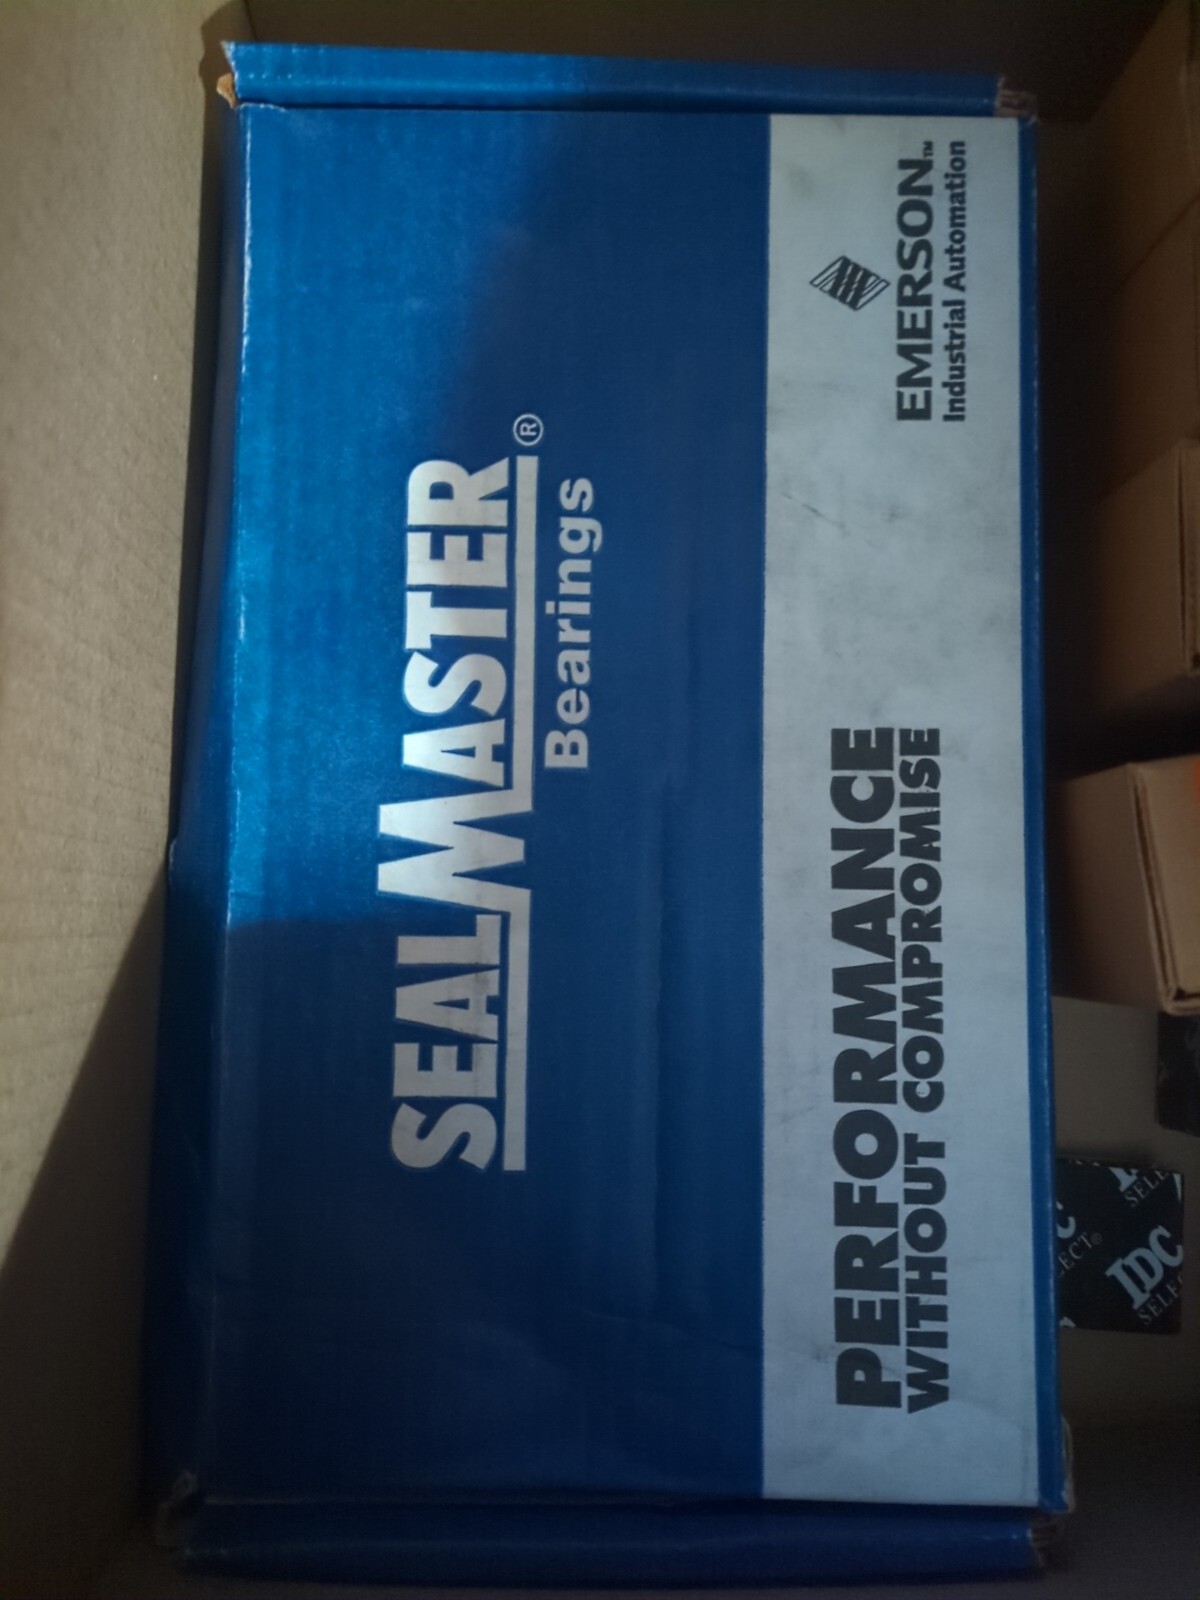 SEALMASTER®
Bearings
PERFORMANCE
WITHOUT COMPROMISE
EMERSON™
Industrial Automation
IDC
SELECT®